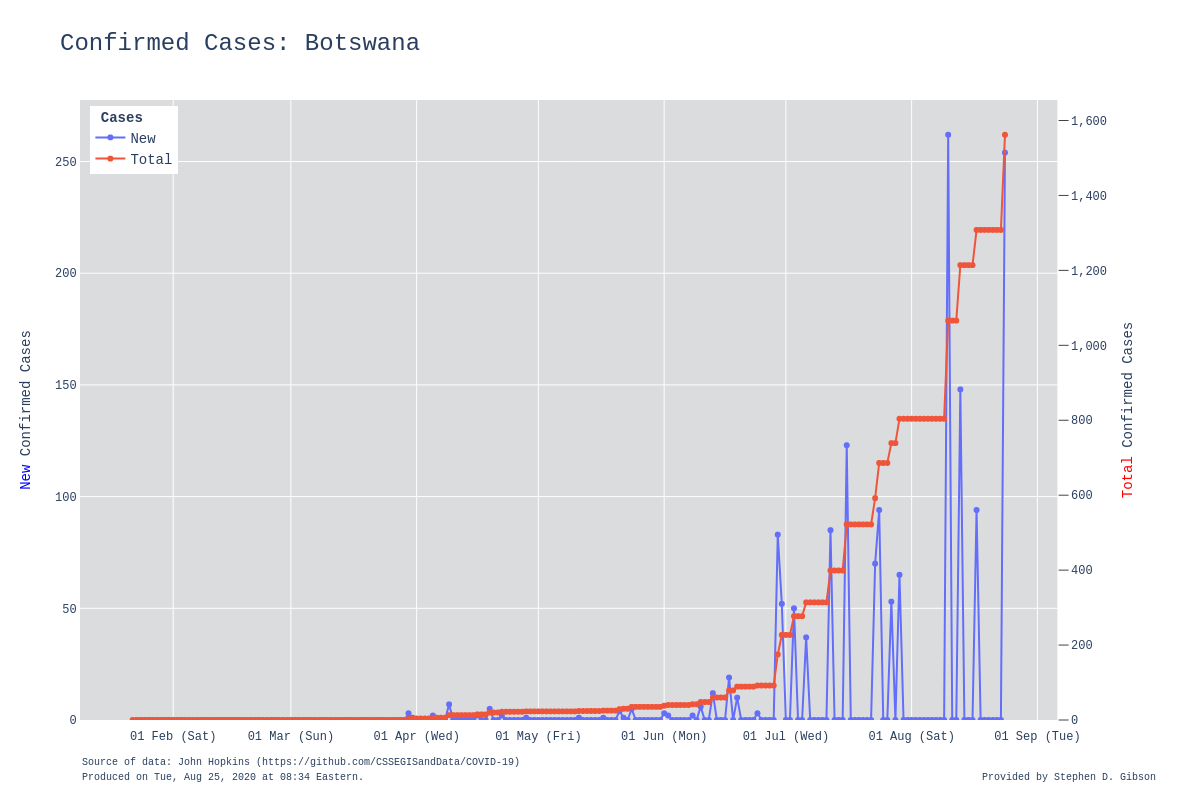 Confirmed Cases: Botswana
Cases
New
Total
250
200
150
100
50
0
1,600
1,400
1,200
1,000
800
600
400
200
0
New Confirmed Cases
Total Confirmed Cases
01 Feb (Sat)
01 Mar (Sun)
01 Apr (Wed)
01 May (Fri)
01 Jun (Mon)
01 Jul (Wed)
01 Aug (Sat)
01 Sep (Tue)
Source of data: John Hopkins (https://github.com/CSSEGISandData/COVID-19)
Produced on Tue, Aug 25, 2020 at 08:34 Eastern.
Provided by Stephen D. Gibson